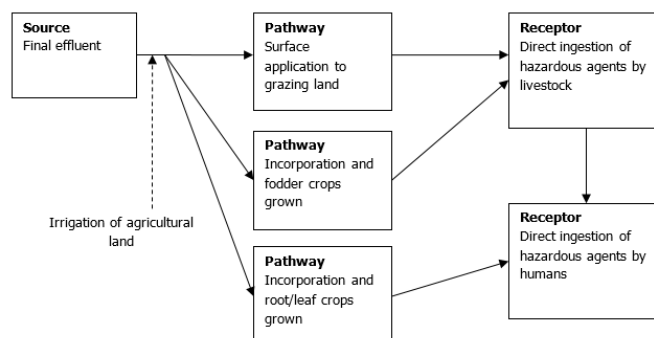 Source
Final effluent
Pathway
Surface
application to
grazing land
Receptor
Direct ingestion of
hazardous agents by
livestock
Pathway
Incorporation and
fodder crops
grown
Irrigation of agricultural
land
Receptor
Direct ingestion of
hazardous agents by
humans
Pathway
Incorporation and
root/leaf crops
grown